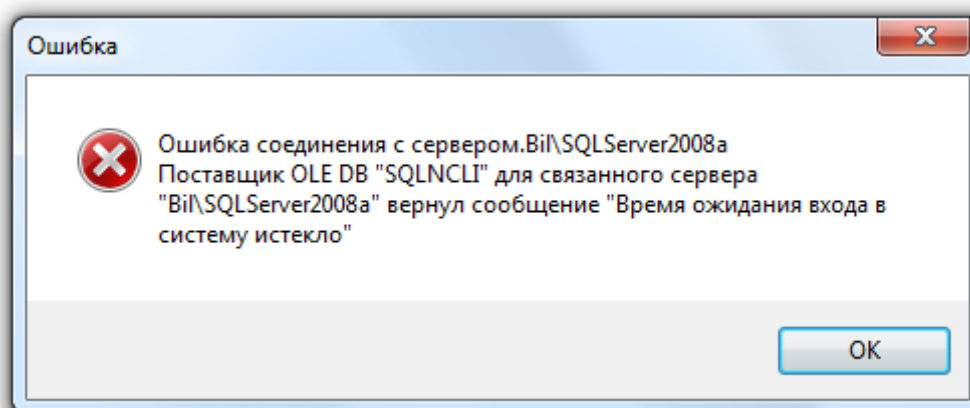 Ошибка
Ошибка соединения с сервером.Bil\SQLServer2008a
Поставщик OLE DB "SQLNCLI" для связанного сервера
"Bil\SQLServer2008a" вернул сообщение "Время ожидания входа в
систему истекло"
OK